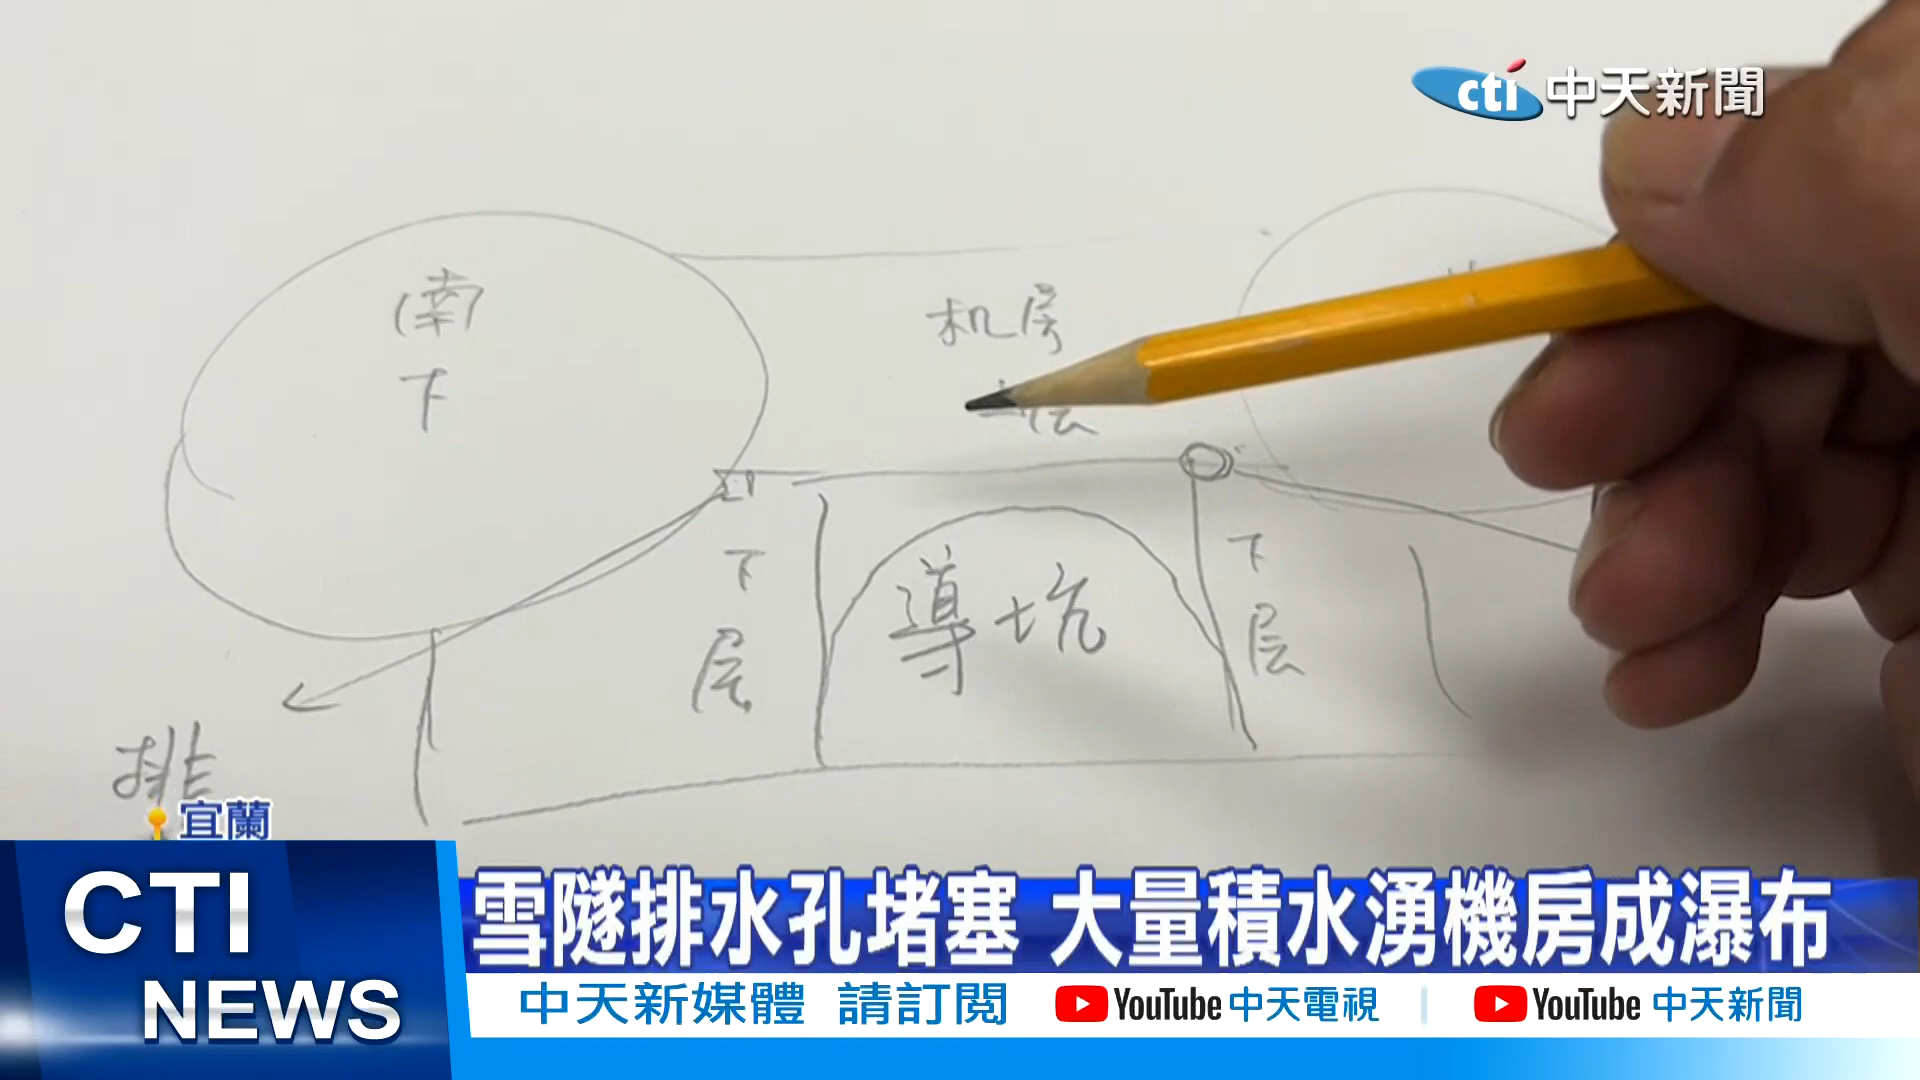 cti 中天新聞
南下
机房
下层
導坑
下层
排
宜蘭
CTI NEWS
雪隧排水孔堵塞 大量積水湧機房成瀑布
中天新媒體 請訂閱 YouTube 中天電視 YouTube 中天新聞